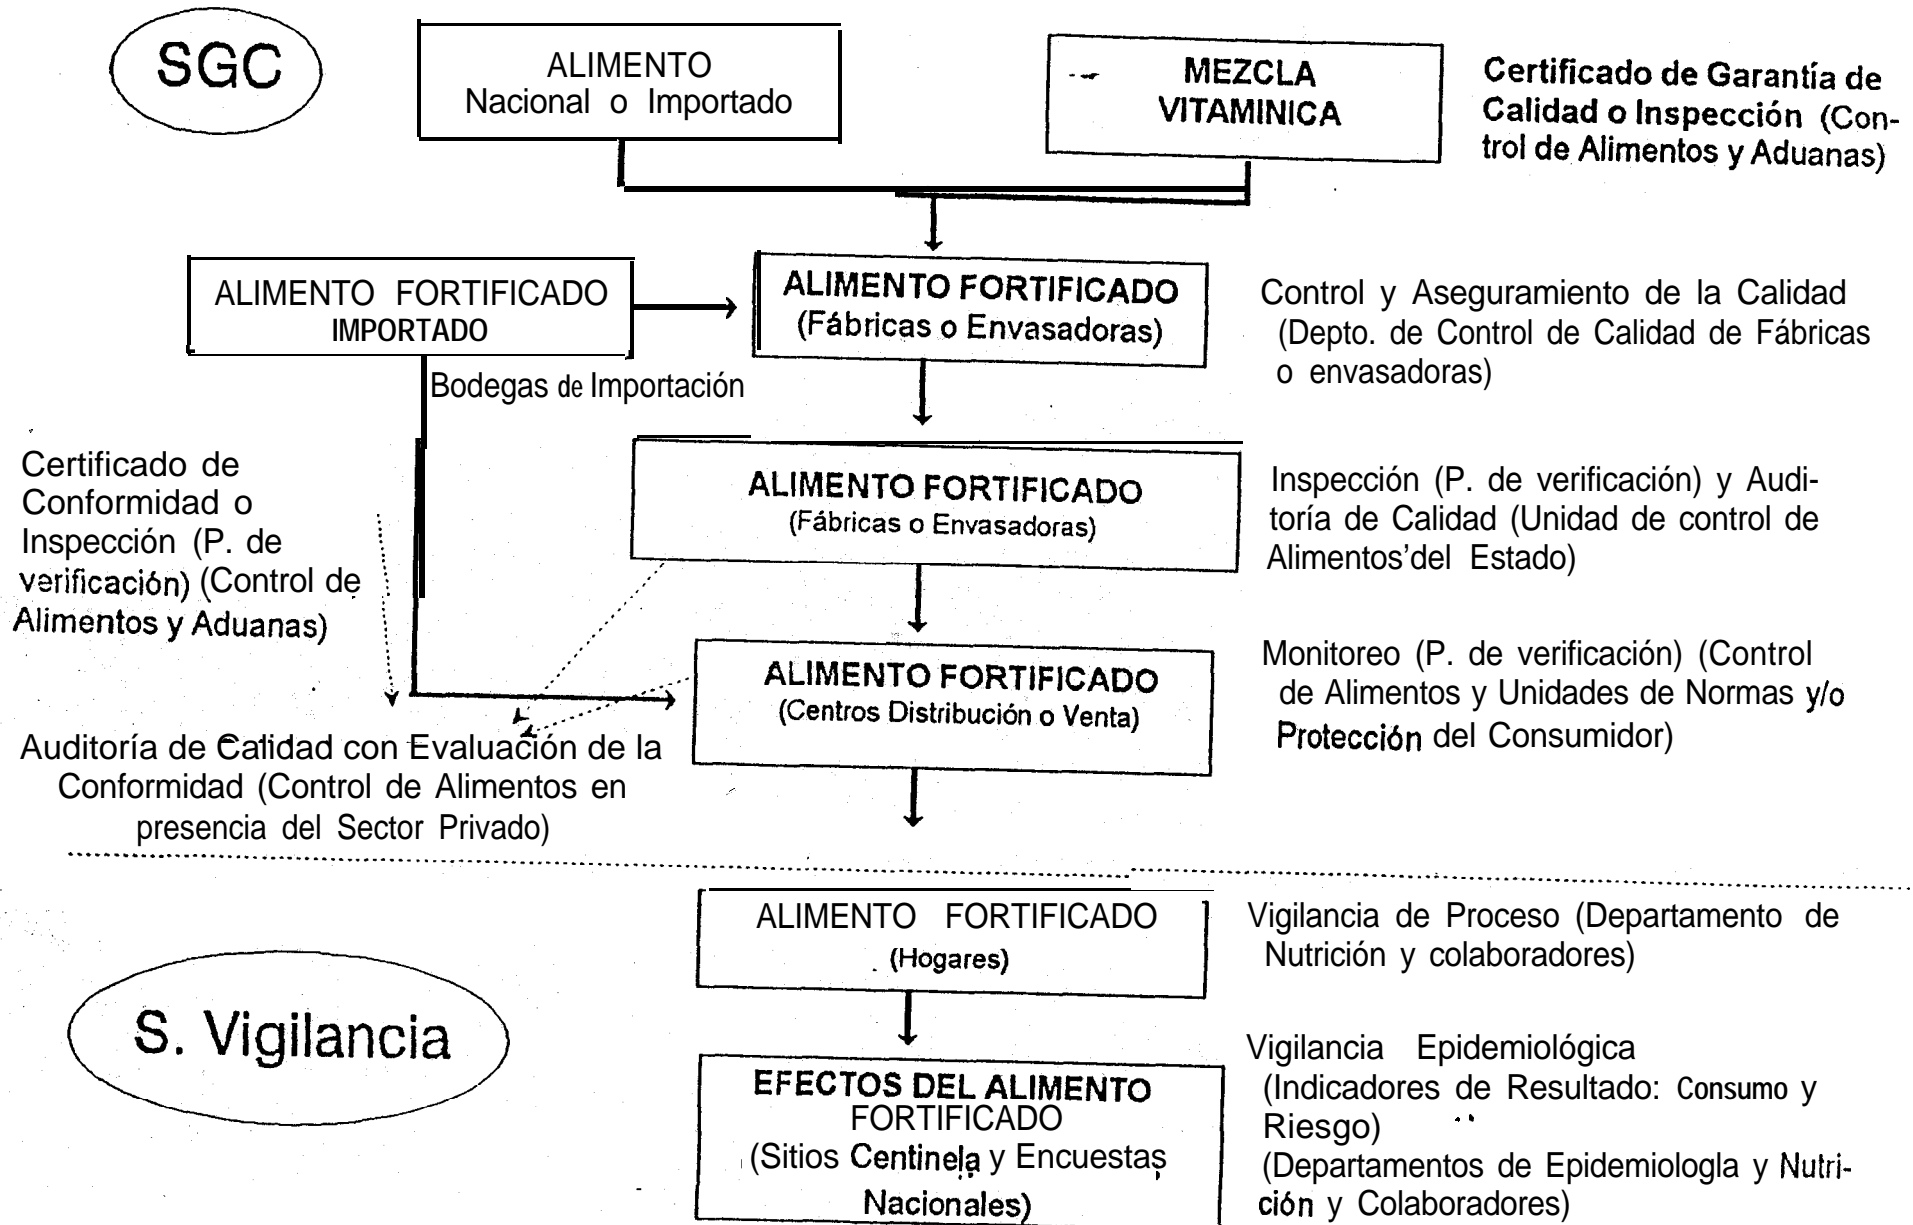 SGC
ALIMENTO
Nacional o Importado
MEZCLA
VITAMINICA
Certificado de Garantía de
Calidad o Inspección (Con-
trol de Alimentos y Aduanas)
ALIMENTO FORTIFICADO
IMPORTADO
ALIMENTO FORTIFICADO
(Fábricas o Envasadoras)
Control y Aseguramiento de la Calidad
(Depto. de Control de Calidad de Fábricas
o envasadoras)
Bodegas de Importación
Certificado de
Conformidad o
Inspección (P. de
verificación) (Control de
Alimentos y Aduanas)
ALIMENTO FORTIFICADO
(Fábricas o Envasadoras)
Inspección (P. de verificación) y Audi-
toría de Calidad (Unidad de control de
Alimentos'del Estado)
ALIMENTO FORTIFICADO
(Centros Distribución o Venta)
Monitoreo (P. de verificación) (Control
de Alimentos y Unidades de Normas y/o
Protección del Consumidor)
Auditoría de Calidad con Evaluación de la
Conformidad (Control de Alimentos en
presencia del Sector Privado)
ALIMENTO FORTIFICADO
(Hogares)
Vigilancia de Proceso (Departamento de
Nutrición y colaboradores)
S. Vigilancia
EFECTOS DEL ALIMENTO
FORTIFICADO
(Sitios Centinela y Encuestas
Nacionales)
Vigilancia Epidemiológica
(Indicadores de Resultado: Consumo y
Riesgo)
(Departamentos de Epidemiologla y Nutri-
ción y Colaboradores)